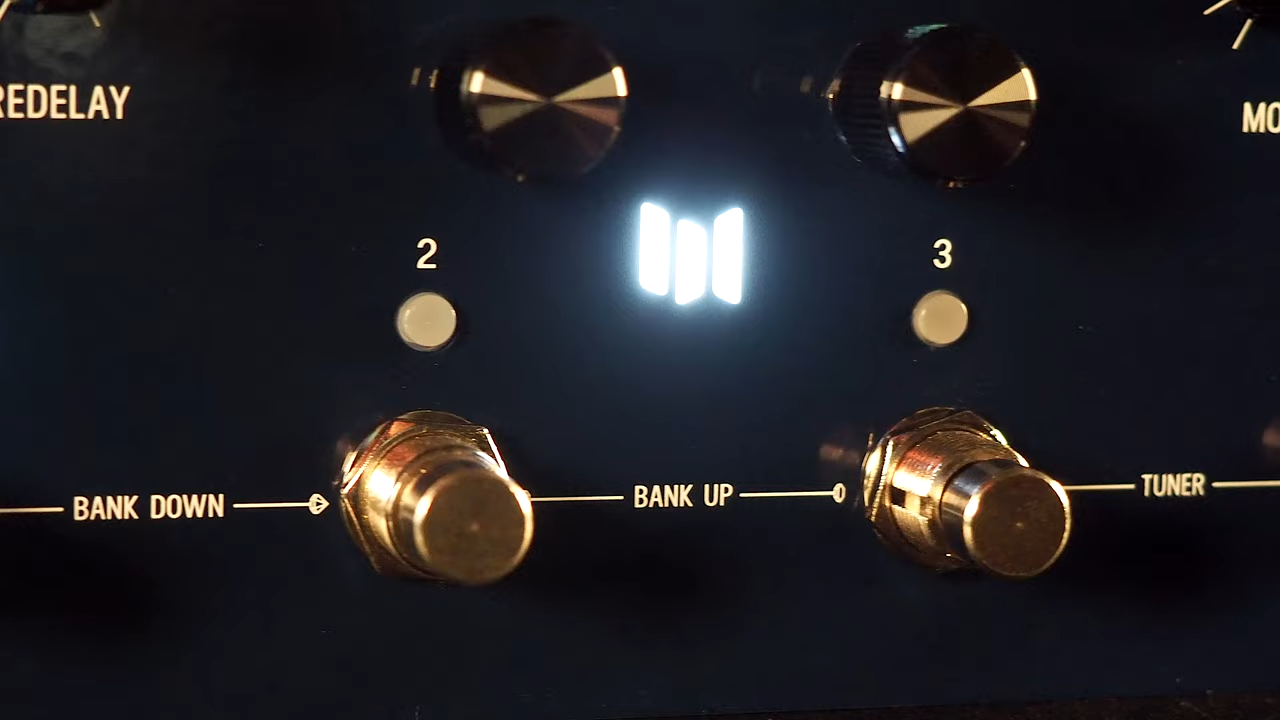 REDELAY
MO
2
3
BANK DOWN
BANK UP
TUNER